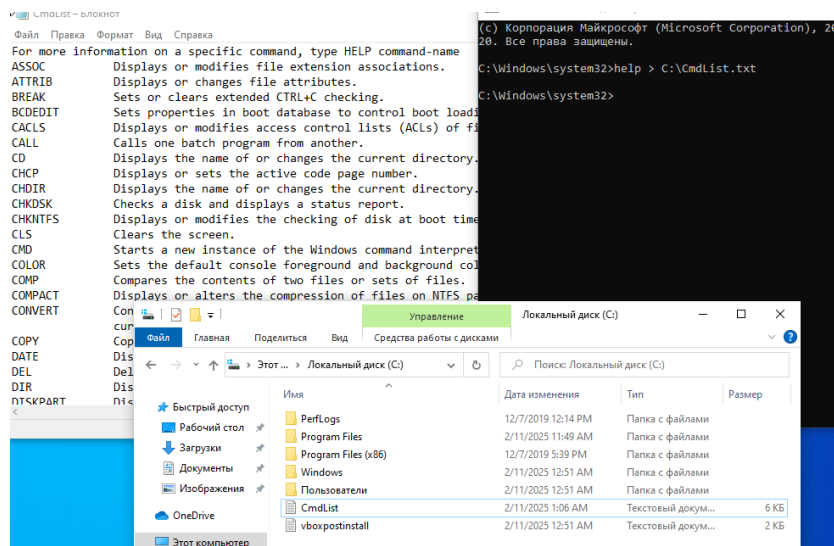 CmdList – Блокнот
Файл Правка Формат Вид Справка
For more information on a specific command, type HELP command-name
ASSOC Displays or modifies file extension associations.
ATTRIB Displays or changes file attributes.
BREAK Sets or clears extended CTRL+C checking.
BCDEDIT Sets properties in boot database to control boot loadi
CACLS Displays or modifies access control lists (ACLs) of fi
CALL Calls one batch program from another.
CD Displays the name of or changes the current directory.
CHCP Displays or sets the active code page number.
CHDIR Displays the name of or changes the current directory.
CHKDSK Checks a disk and displays a status report.
CHKNTFS Displays or modifies the checking of disk at boot time
CLS Clears the screen.
CMD Starts a new instance of the Windows command interpret
COLOR Sets the default console foreground and background col
COMP Compares the contents of two files or sets of files.
COMPACT Displays or alters the compression of files on NTFS pa
CONVERT Con
cur
COPY Cop
DATE Dis
DEL Del
DIR Dis
DISKPART Dis
(c) Корпорация Майкрософт (Microsoft Corporation), 20
20. Все права защищены.
C:\Windows\system32>help > C:\CmdList.txt
C:\Windows\system32>
Управление Локальный диск (C:)
Файл Главная Поделиться Вид Средства работы с дисками
Этот ... › Локальный диск (C:) Поиск: Локальный диск (C:)
Имя Дата изменения Тип Размер
Быстрый доступ
Рабочий стол
Загрузки
Документы
Изображения
OneDrive
Этот компьютер
PerfLogs 12/7/2019 12:14 PM Папка с файлами
Program Files 2/11/2025 11:49 AM Папка с файлами
Program Files (x86) 12/7/2019 5:39 PM Папка с файлами
Windows 2/11/2025 12:51 AM Папка с файлами
Пользователи 2/11/2025 12:51 AM Папка с файлами
CmdList 2/11/2025 1:06 AM Текстовый докум... 6 КБ
vboxpostinstall 2/11/2025 12:51 AM Текстовый докум... 2 КБ